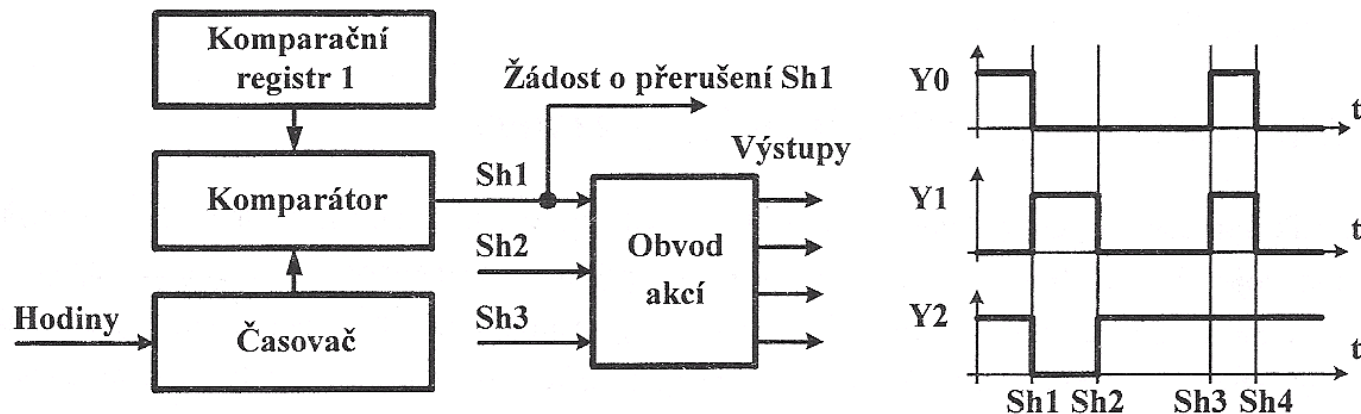 Komparační
registr 1
Žádost o přerušení Sh1
Výstupy
Komparátor
Sh1
Sh2
Sh3
Obvod
akcí
Hodiny
Časovač
Y0
t
Y1
t
Y2
t
Sh1 Sh2 Sh3 Sh4